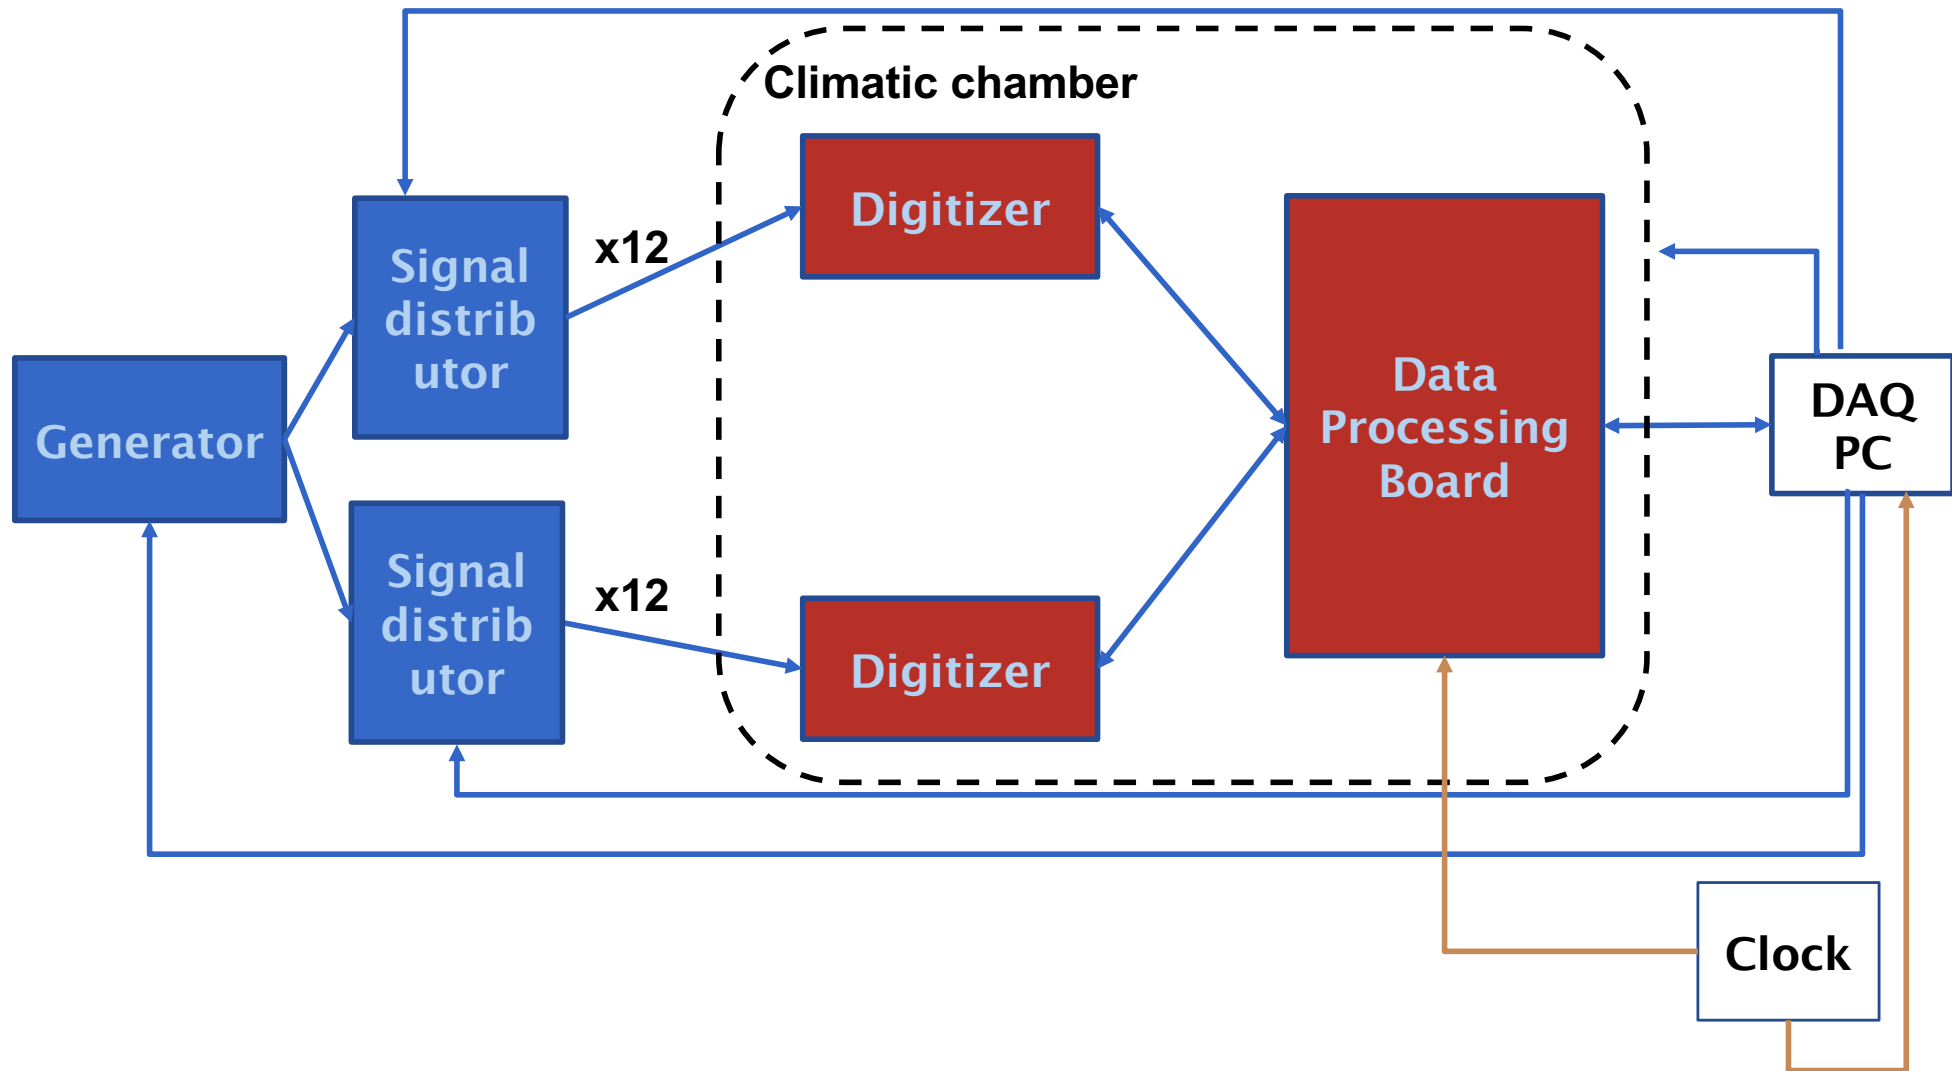 Climatic chamber
Digitizer
x12
Signal
distrib
utor
Generator
Data
Processing
Board
DAQ
PC
Signal
distrib
utor
x12
Digitizer
Clock